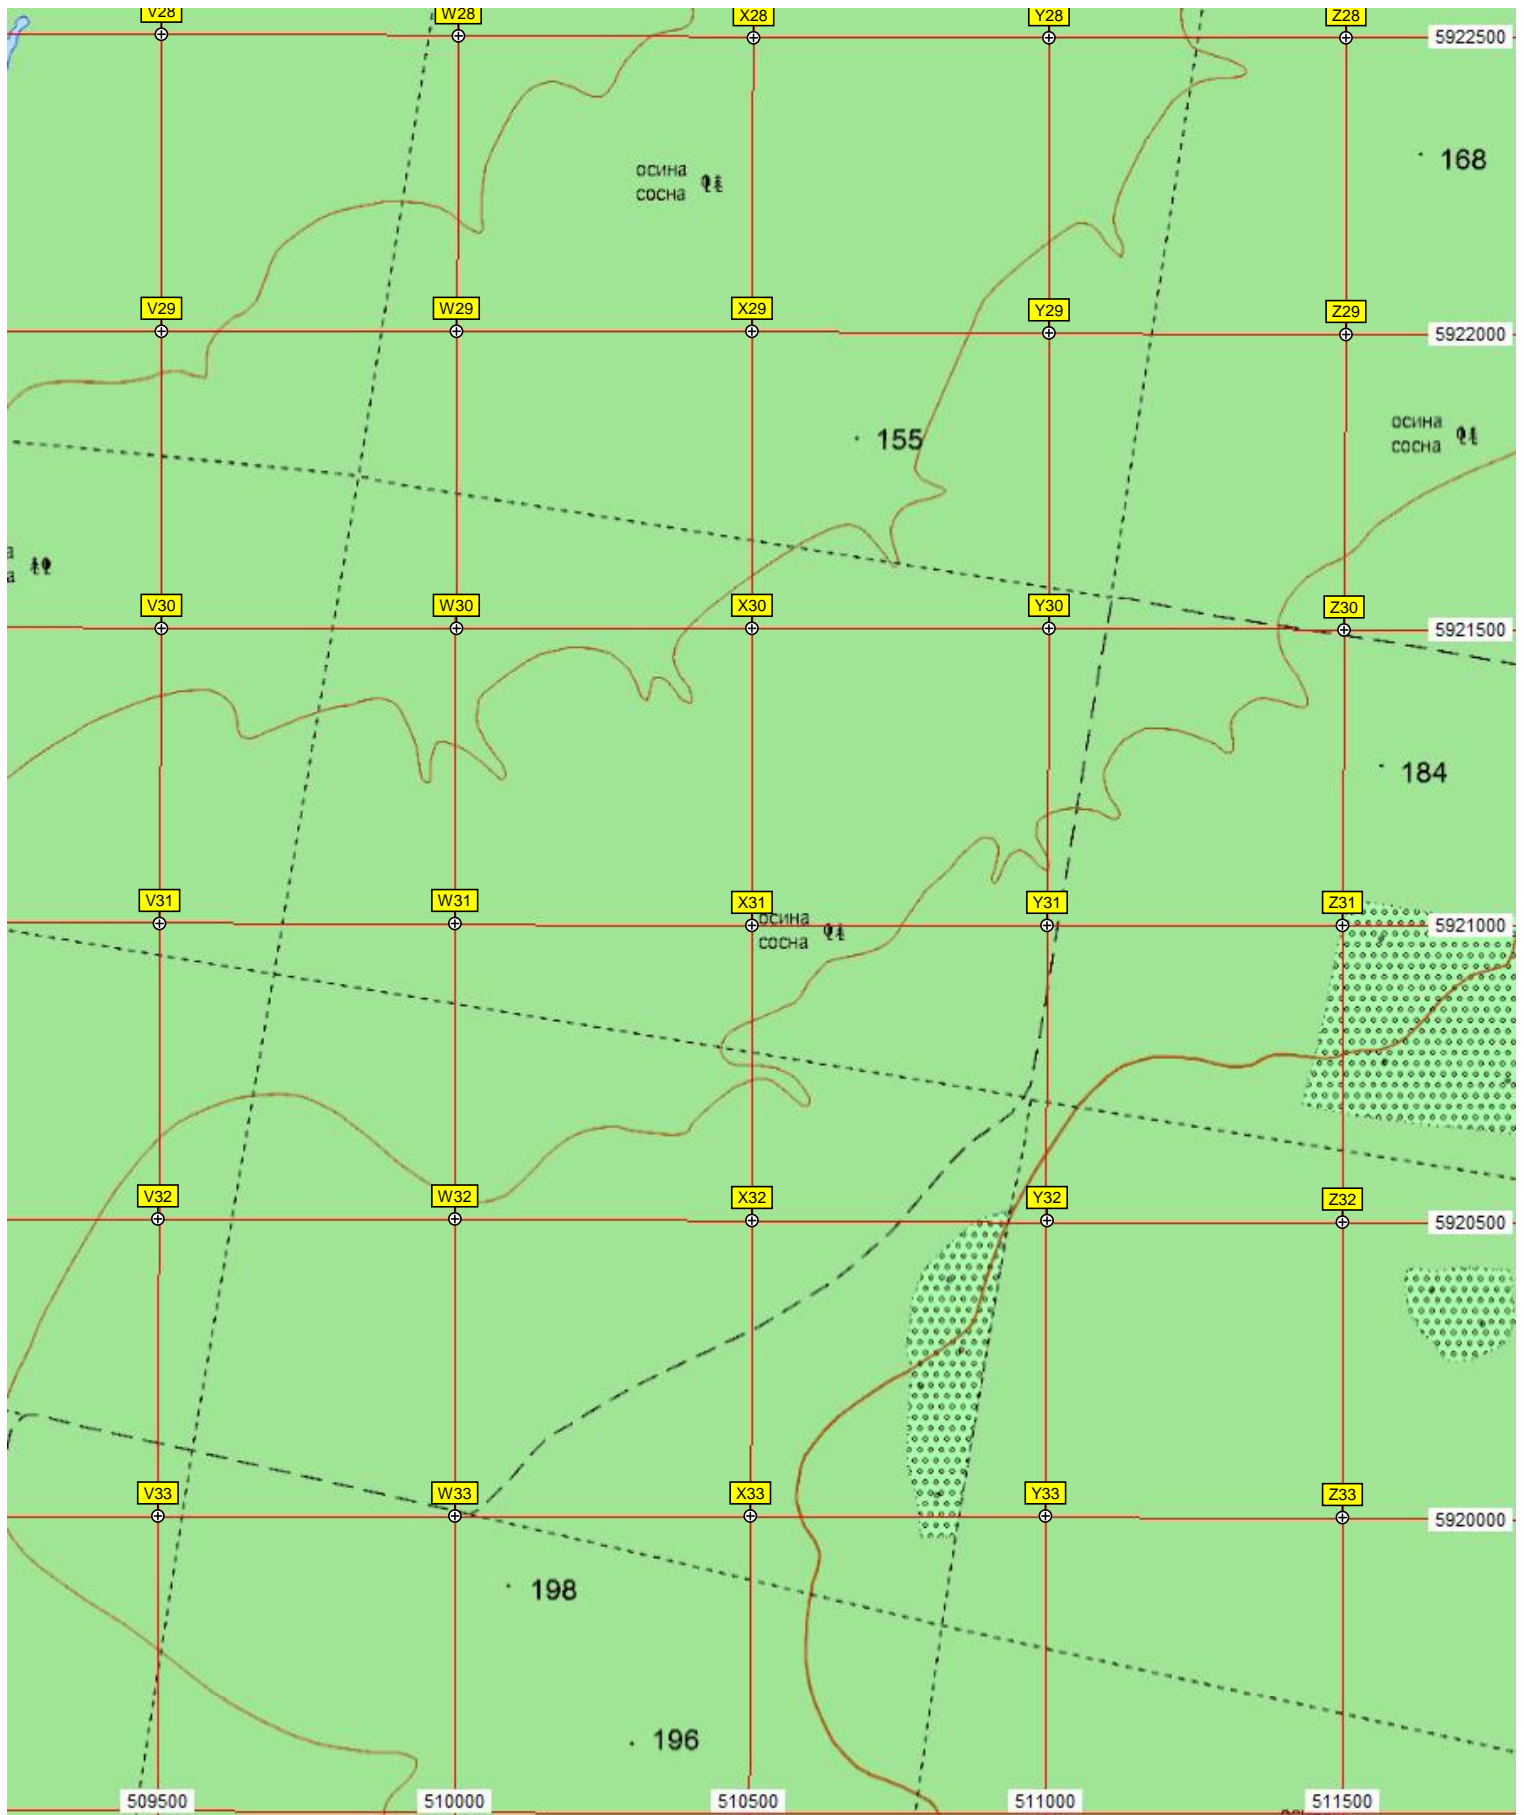 V28 W28 X28 Y28 Z28
5922500
168
осина
сосна
V29 W29 X29 Y29 Z29
5922000
осина
сосна
155
а
а
V30 W30 X30 Y30 Z30
5921500
184
V31 W31 X31 Y31 Z31
осина
сосна
5921000
V32 W32 X32 Y32 Z32
5920500
V33 W33 X33 Y33 Z33
5920000
198
196
509500 510000 510500 511000 511500